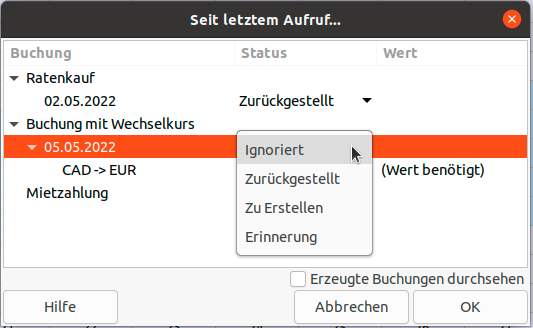 Seit letztem Aufruf...
Buchung Status Wert
Ratenkauf
02.05.2022 Zurückgestellt
Buchung mit Wechselkurs
05.05.2022
Ignoriert
CAD -> EUR (Wert benötigt)
Zurückgestellt
Mietzahlung
Zu Erstellen
Erinnerung
Erzeugte Buchungen durchsehen
Hilfe Abbrechen OK